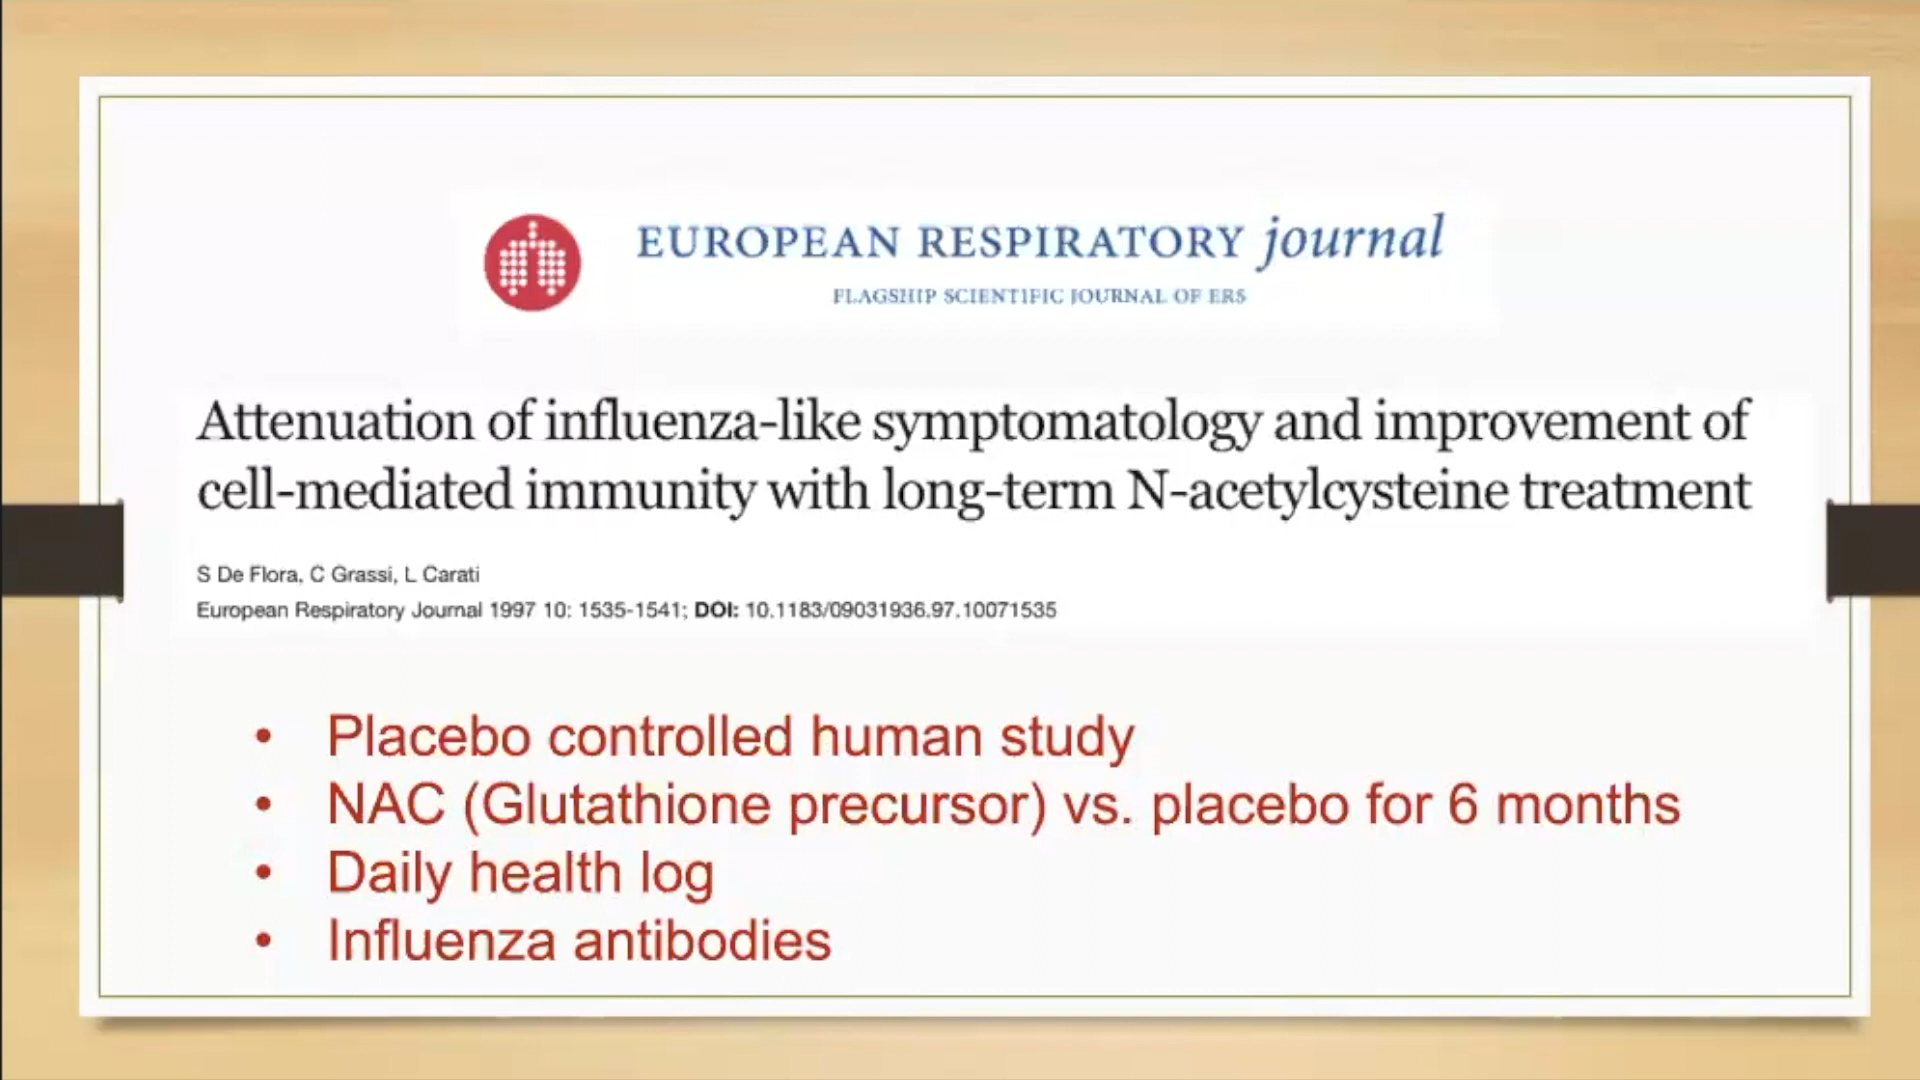 EUROPEAN RESPIRATORY journal
FLAGSHIP SCIENTIFIC JOURNAL OF ERS
Attenuation of influenza-like symptomatology and improvement of
cell-mediated immunity with long-term N-acetylcysteine treatment
S De Flora, C Grassi, L Carati
European Respiratory Journal 1997 10: 1535-1541; DOI: 10.1183/09031936.97.10071535
• Placebo controlled human study
• NAC (Glutathione precursor) vs. placebo for 6 months
• Daily health log
• Influenza antibodies